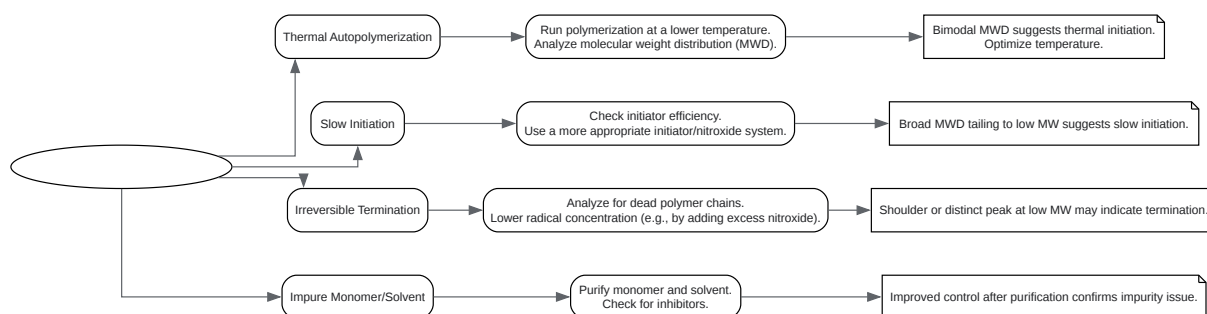 Thermal Autopolymerization
Run polymerization at a lower temperature.
Analyze molecular weight distribution (MWD).
Bimodal MWD suggests thermal initiation.
Optimize temperature.
Slow Initiation
Check initiator efficiency.
Use a more appropriate initiator/nitroxide system.
Broad MWD tailing to low MW suggests slow initiation.
Irreversible Termination
Analyze for dead polymer chains.
Lower radical concentration (e.g., by adding excess nitroxide).
Shoulder or distinct peak at low MW may indicate termination.
Impure Monomer/Solvent
Purify monomer and solvent.
Check for inhibitors.
Improved control after purification confirms impurity issue.